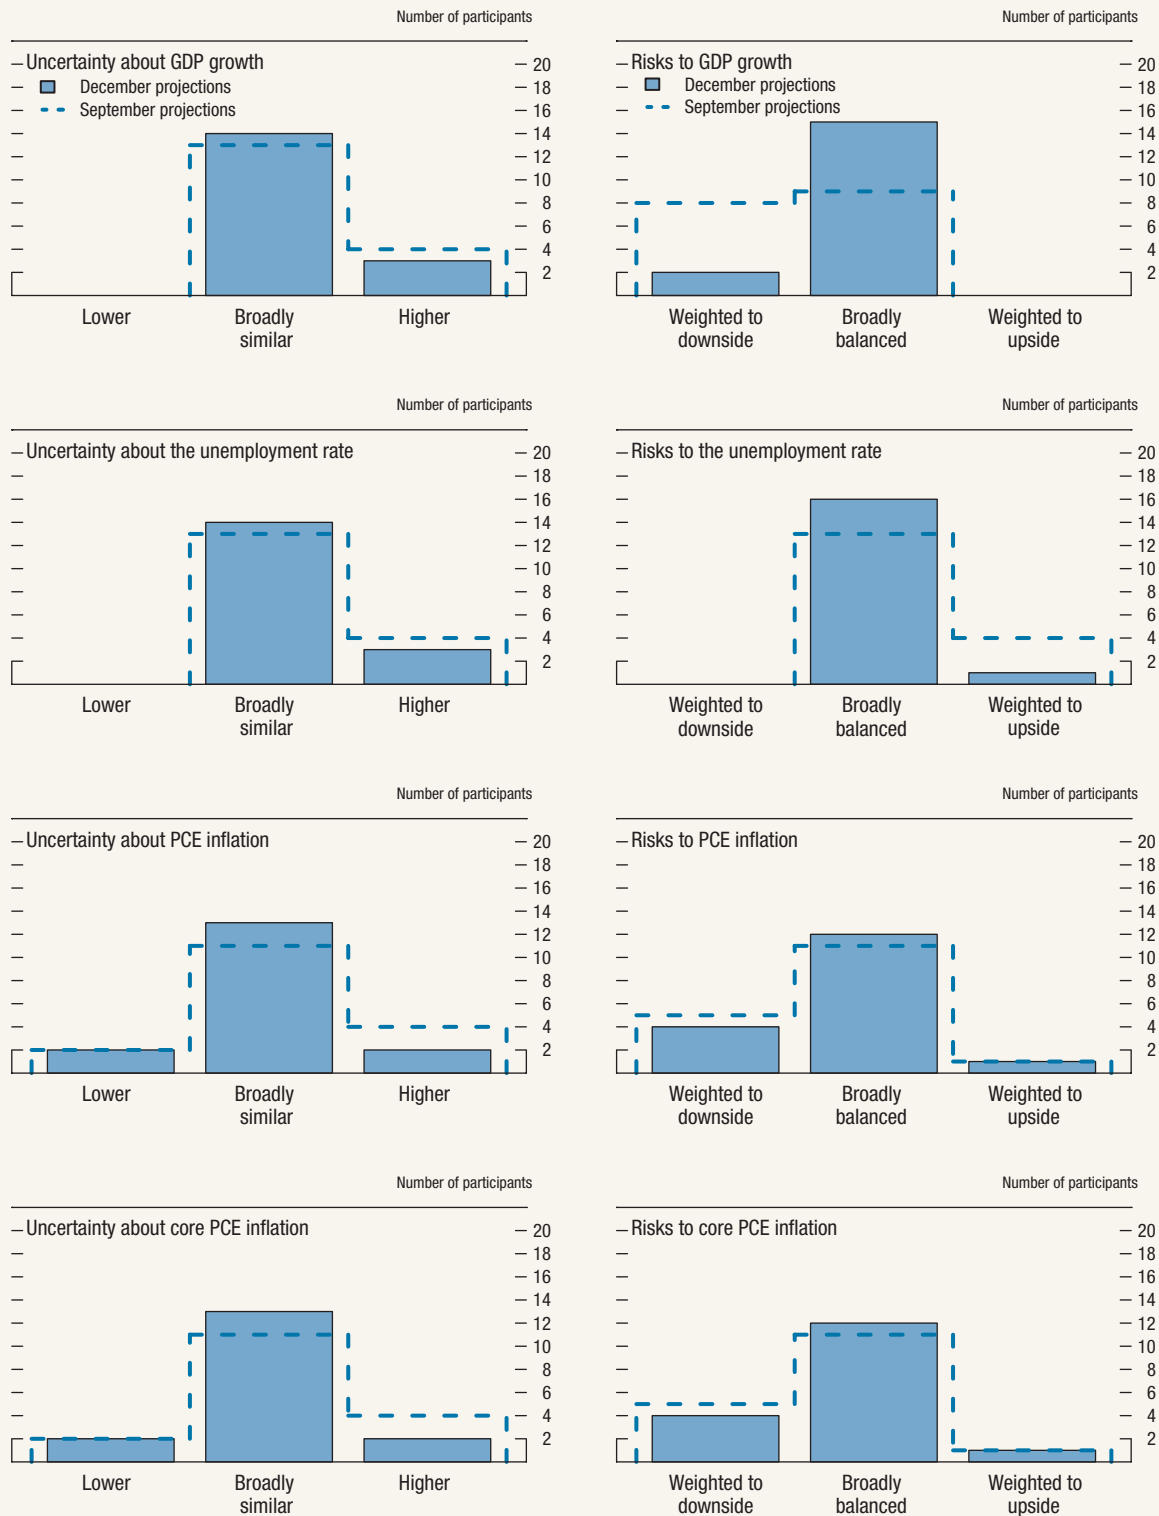 Number of participants
Uncertainty about GDP growth
December projections
September projections
20
18
16
14
12
10
8
6
4
2
Lower
Broadly
similar
Higher
Number of participants
Risks to GDP growth
December projections
September projections
20
18
16
14
12
10
8
6
4
2
Weighted to
downside
Broadly
balanced
Weighted to
upside
Number of participants
Uncertainty about the unemployment rate
20
18
16
14
12
10
8
6
4
2
Lower
Broadly
similar
Higher
Number of participants
Risks to the unemployment rate
20
18
16
14
12
10
8
6
4
2
Weighted to
downside
Broadly
balanced
Weighted to
upside
Number of participants
Uncertainty about PCE inflation
20
18
16
14
12
10
8
6
4
2
Lower
Broadly
similar
Higher
Number of participants
Risks to PCE inflation
20
18
16
14
12
10
8
6
4
2
Weighted to
downside
Broadly
balanced
Weighted to
upside
Number of participants
Uncertainty about core PCE inflation
20
18
16
14
12
10
8
6
4
2
Lower
Broadly
similar
Higher
Number of participants
Risks to core PCE inflation
20
18
16
14
12
10
8
6
4
2
Weighted to
downside
Broadly
balanced
Weighted to
upside